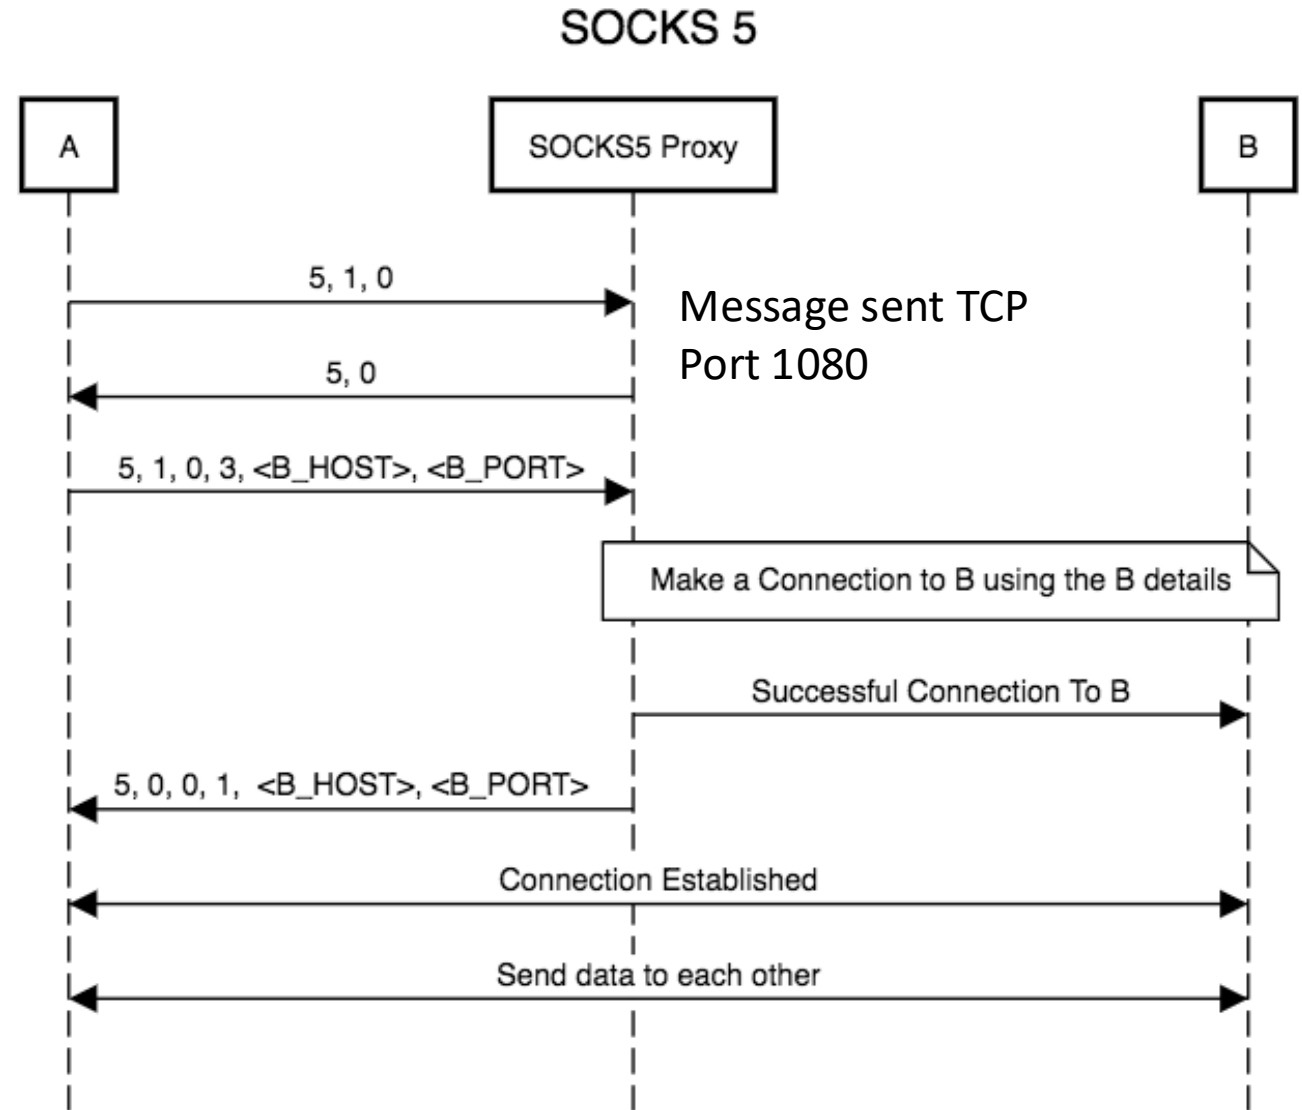 SOCKS 5
A
SOCKS5 Proxy
B
5, 1, 0
Message sent TCP
Port 1080
5, 0
5, 1, 0, 3, <B_HOST>, <B_PORT>
Make a Connection to B using the B details
Successful Connection To B
5, 0, 0, 1, <B_HOST>, <B_PORT>
Connection Established
Send data to each other